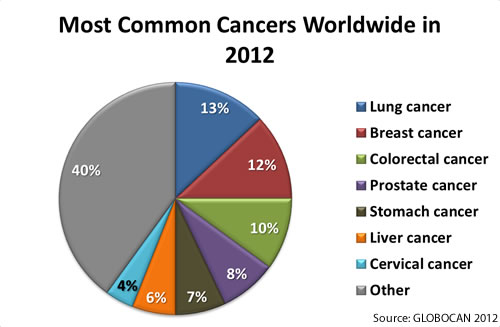 Most Common Cancers Worldwide in
2012
13%
12%
10%
8%
7%
6%
4%
40%
Lung cancer
Breast cancer
Colorectal cancer
Prostate cancer
Stomach cancer
Liver cancer
Cervical cancer
Other
Source: GLOBOCAN 2012